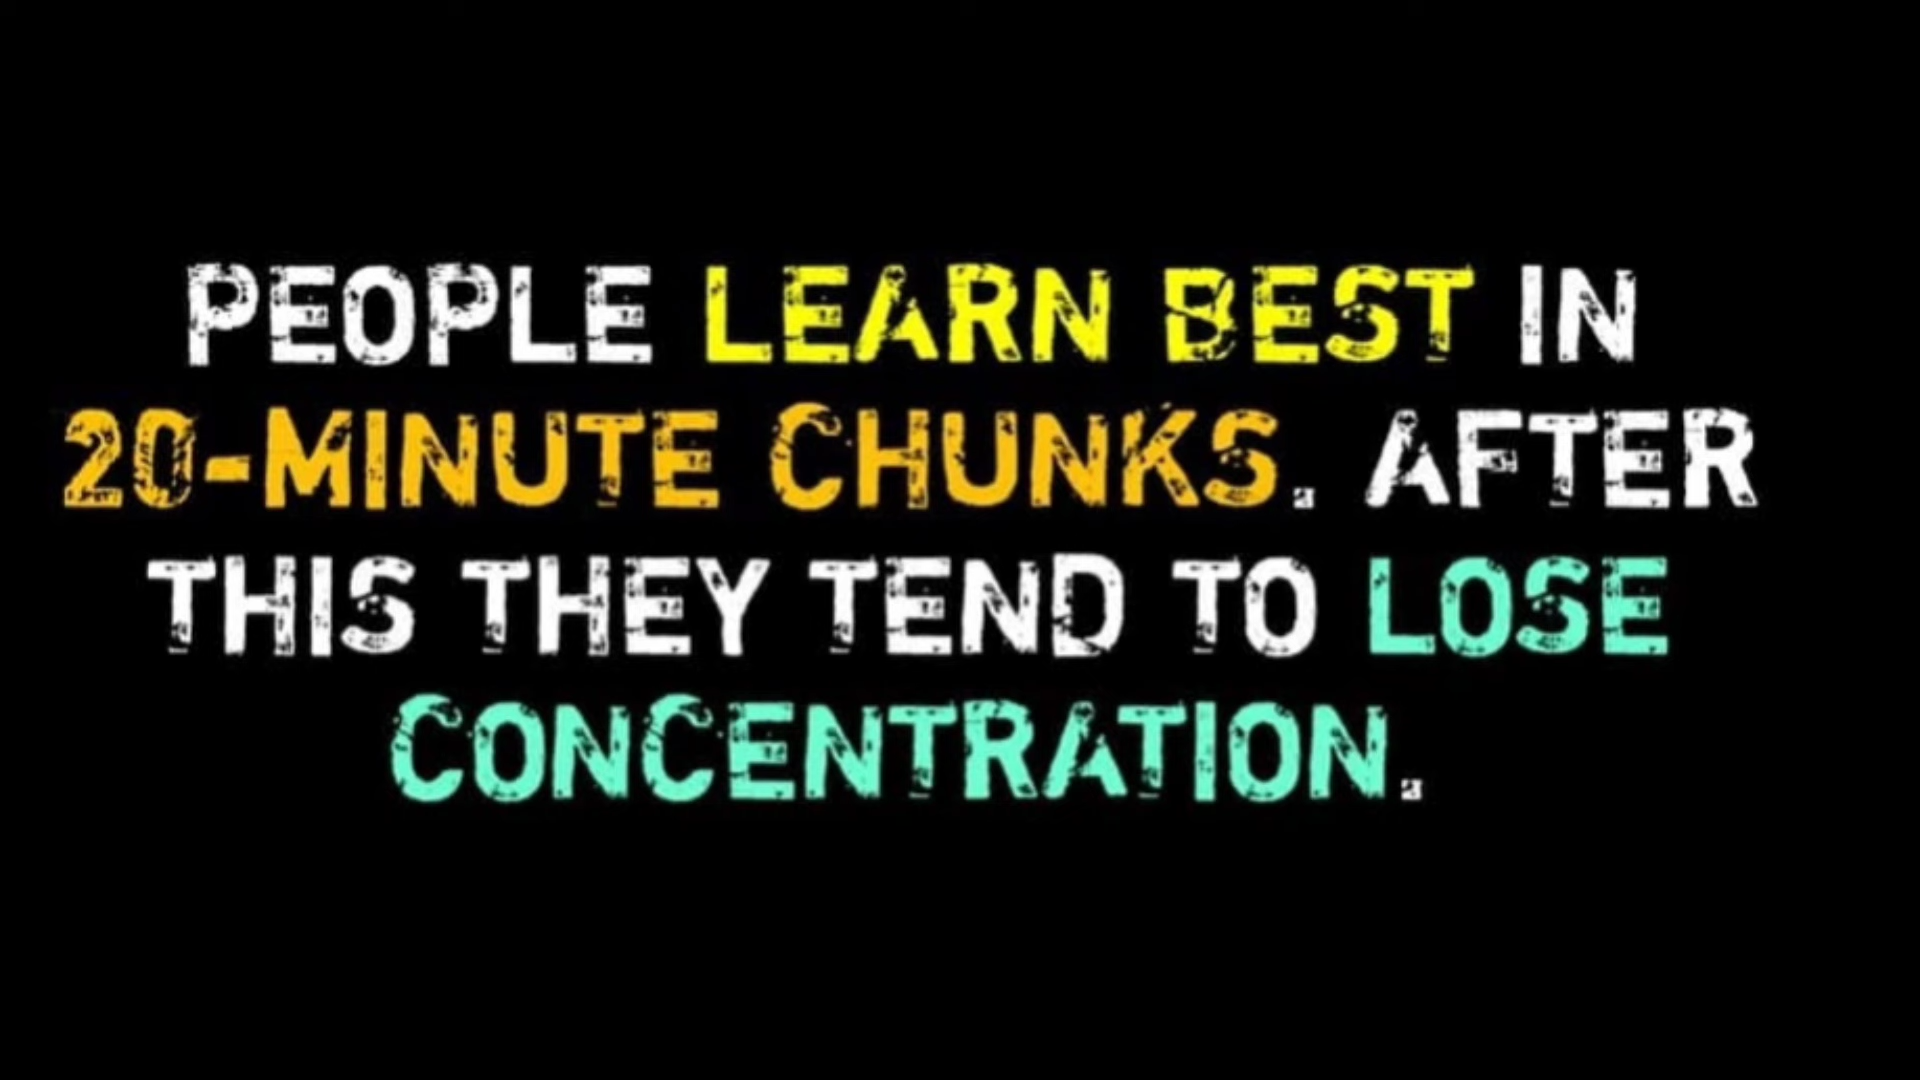 PEOPLE LEARN BEST IN
20-MINUTE CHUNKS. AFTER
THIS THEY TEND TO LOSE
CONCENTRATION.